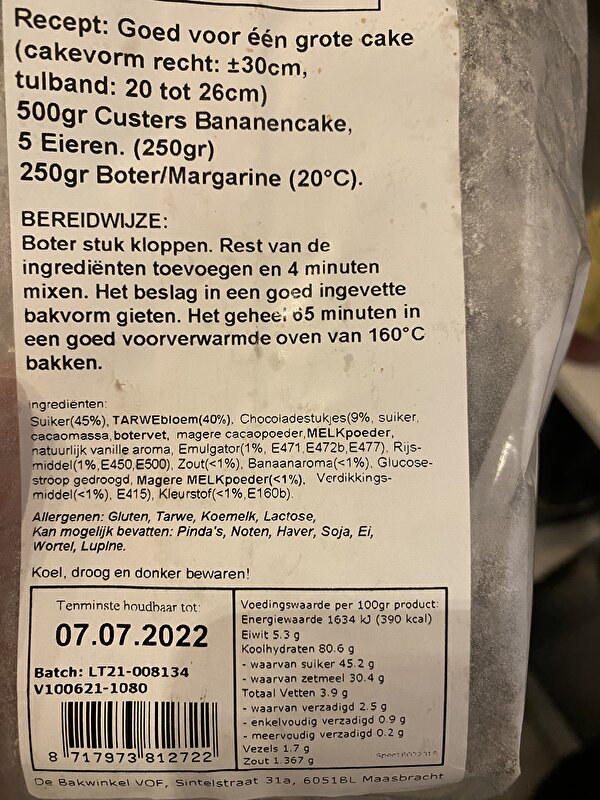 Recept: Goed voor één grote cake
(cakevorm recht: ±30cm,
tulband: 20 tot 26cm)
500gr Custers Bananencake,
5 Eieren. (250gr)
250gr Boter/Margarine (20°C).
BEREIDWIJZE:
Boter stuk kloppen. Rest van de
ingrediënten toevoegen en 4 minuten
mixen. Het beslag in een goed ingevette
bakvorm gieten. Het geheel 65 minuten in
een goed voorverwarmde oven van 160°C
bakken.
Ingrediënten:
Suiker(45%), TARWEbloem(40%), Chocoladestukjes(9%, suiker,
cacaomassa, botervet, magere cacaopoeder, MELKpoeder,
natuurlijk vanille aroma, Emulgator(1%, E471,E472b,E477). Rijs-
middel(1%,E450,E500), Zout(<1%), Banaanaroma(<1%), Glucose-
stroop gedroogd, Magere MELKpoeder(<1%), Verdikkings-
middel(<1%), E415), Kleurstof(<1%,E160b).
Allergenen: Gluten, Tarwe, Koemelk, Lactose,
Kan mogelijk bevatten: Pinda's, Noten, Haver, Soja, Ei,
Wortel, Lupine.
Koel, droog en donker bewaren!
Tenminste houdbaar tot:
07.07.2022
Batch: LT21-008134
V100621-1080
8 717973 812722
Voedingswaarde per 100gr product:
Energiewaarde 1634 kJ (390 kcal)
Eiwit 5.3 g
Koolhydraten 80.6 g
- waarvan suiker 45.2 g
- waarvan zetmeel 30.4 g
Totaal Vetten 3.9 g
- waarvan verzadigd 2.5 g
- enkelvoudig verzadigd 0.9 g
- meervoudig verzadigd 0.2 g
Vezels 1.7 g
Zout 1.367 g
De Bakwinkel VOF, Sintelstraat 31a, 6051BL Maasbracht